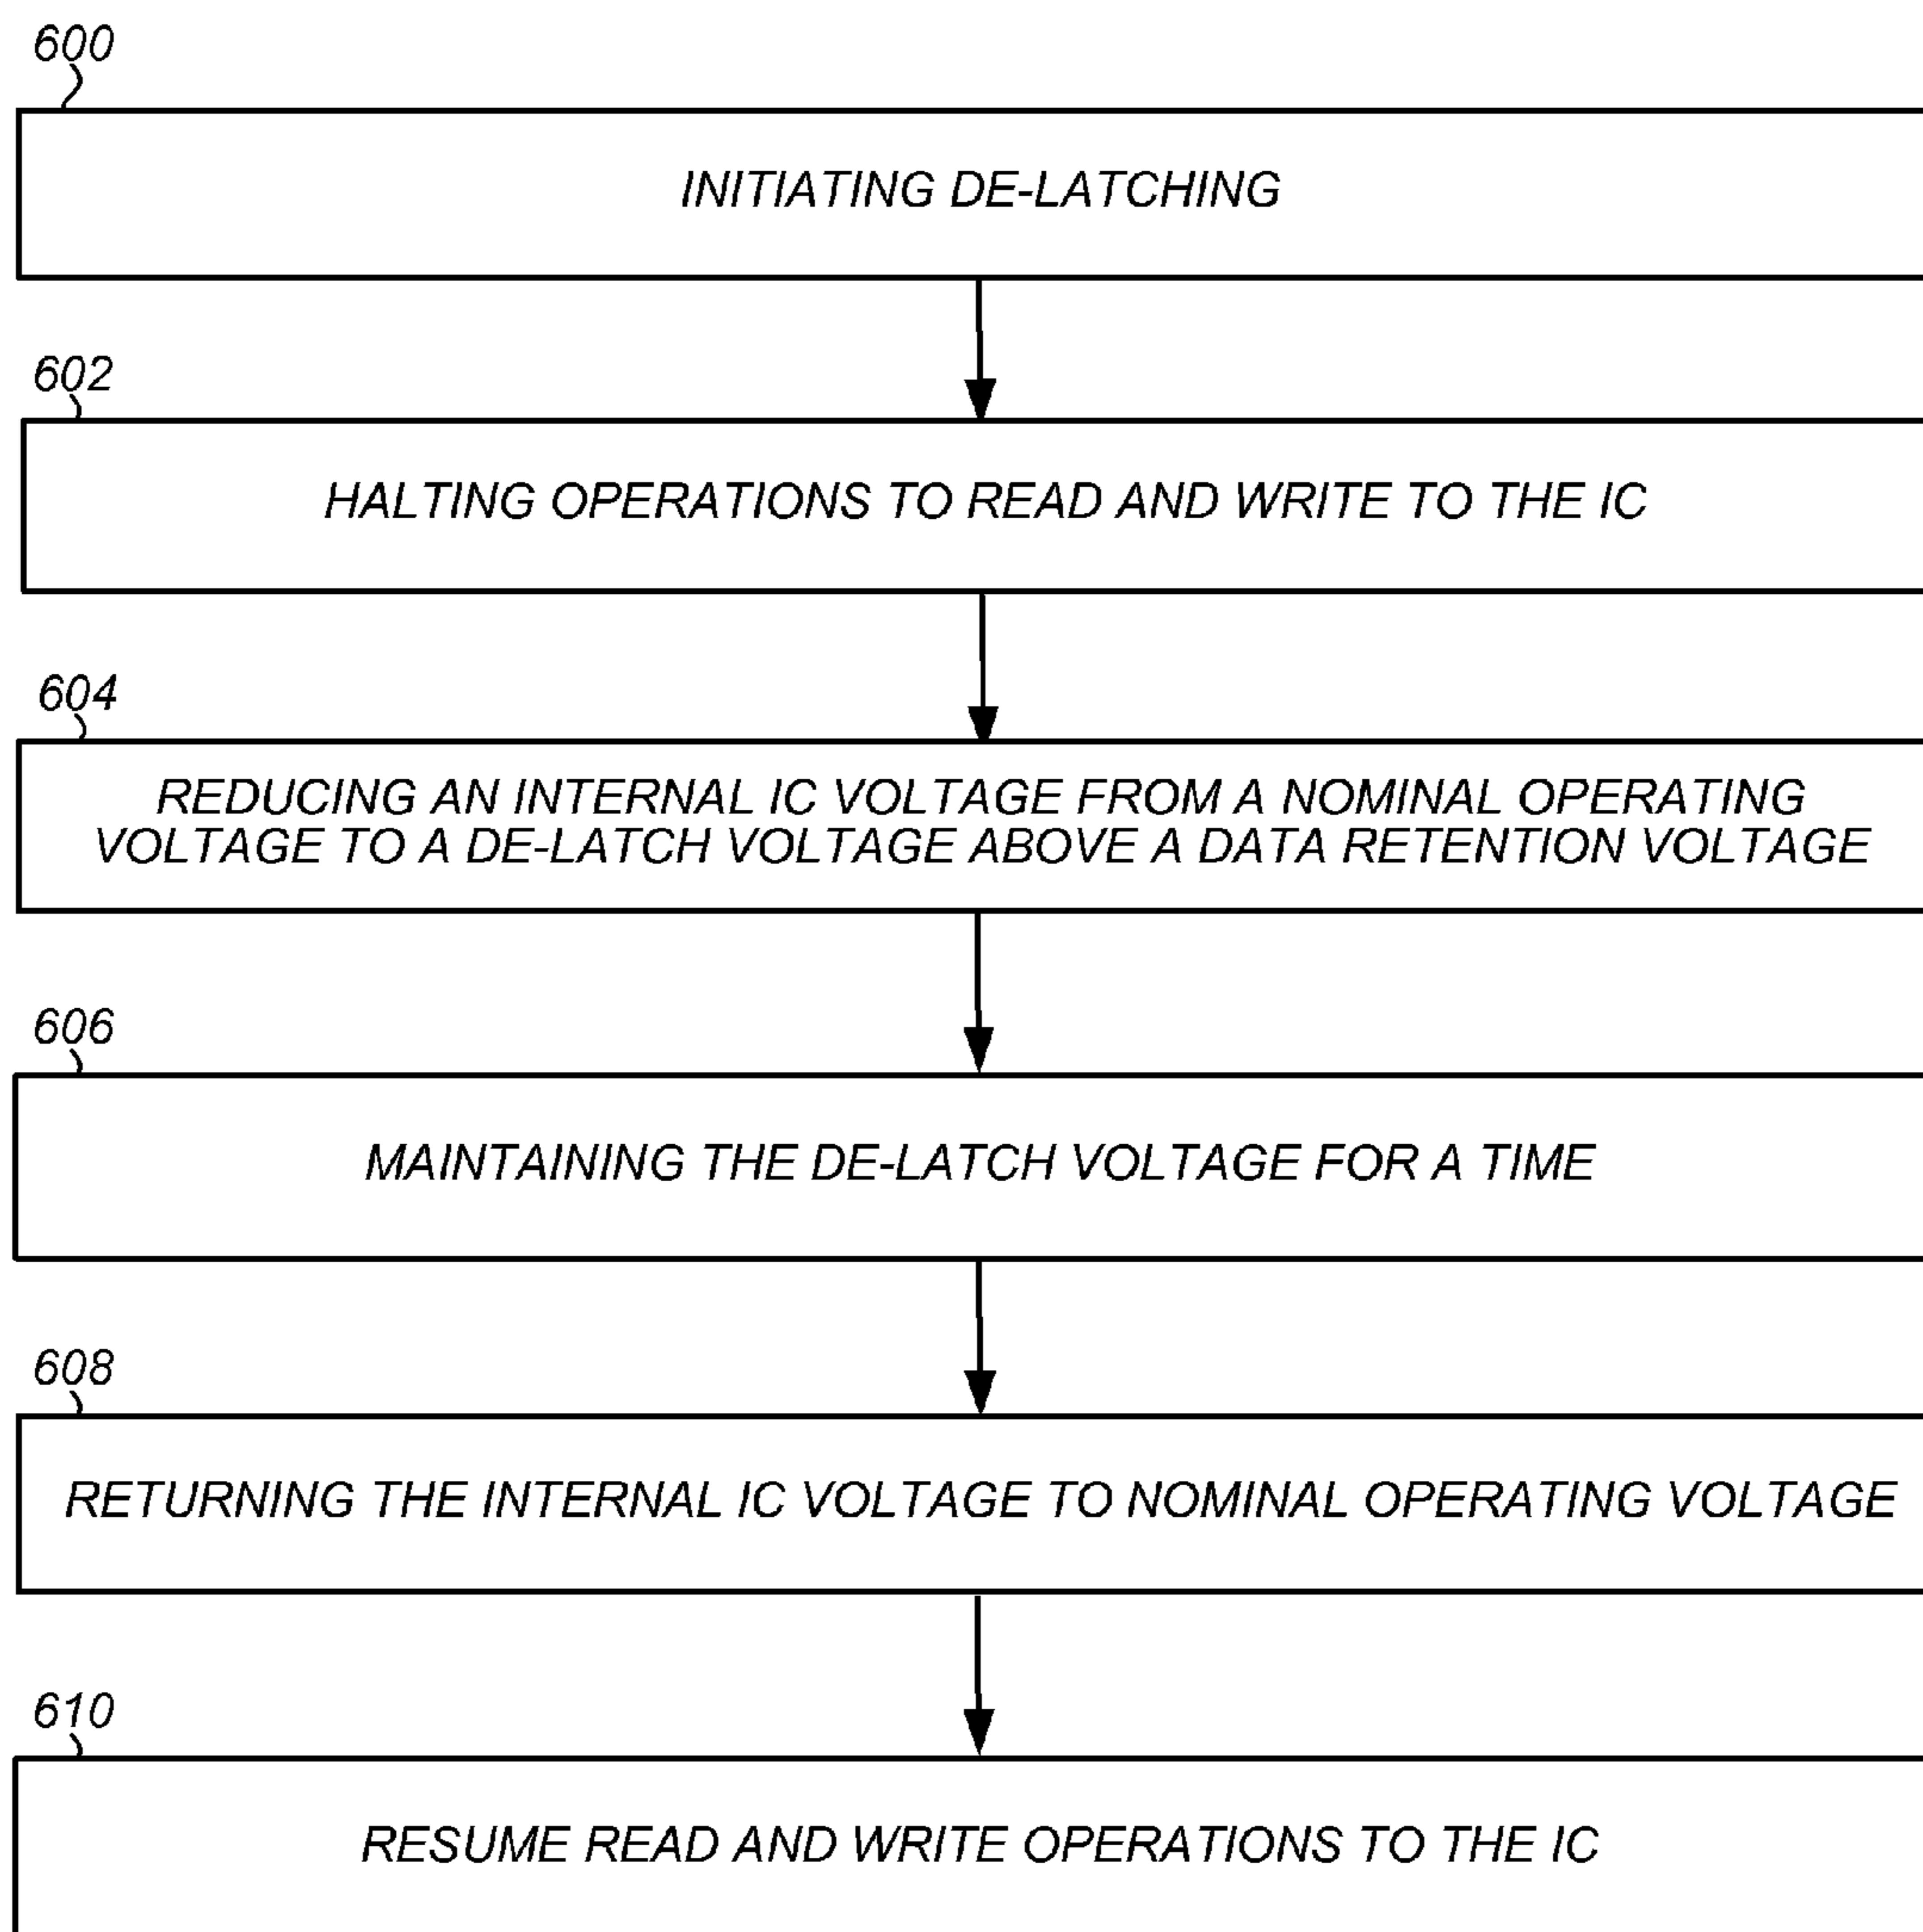 600
INITIATING DE-LATCHING
602
HALTING OPERATIONS TO READ AND WRITE TO THE IC
604
REDUCING AN INTERNAL IC VOLTAGE FROM A NOMINAL OPERATING
VOLTAGE TO A DE-LATCH VOLTAGE ABOVE A DATA RETENTION VOLTAGE
606
MAINTAINING THE DE-LATCH VOLTAGE FOR A TIME
608
RETURNING THE INTERNAL IC VOLTAGE TO NOMINAL OPERATING VOLTAGE
610
RESUME READ AND WRITE OPERATIONS TO THE IC